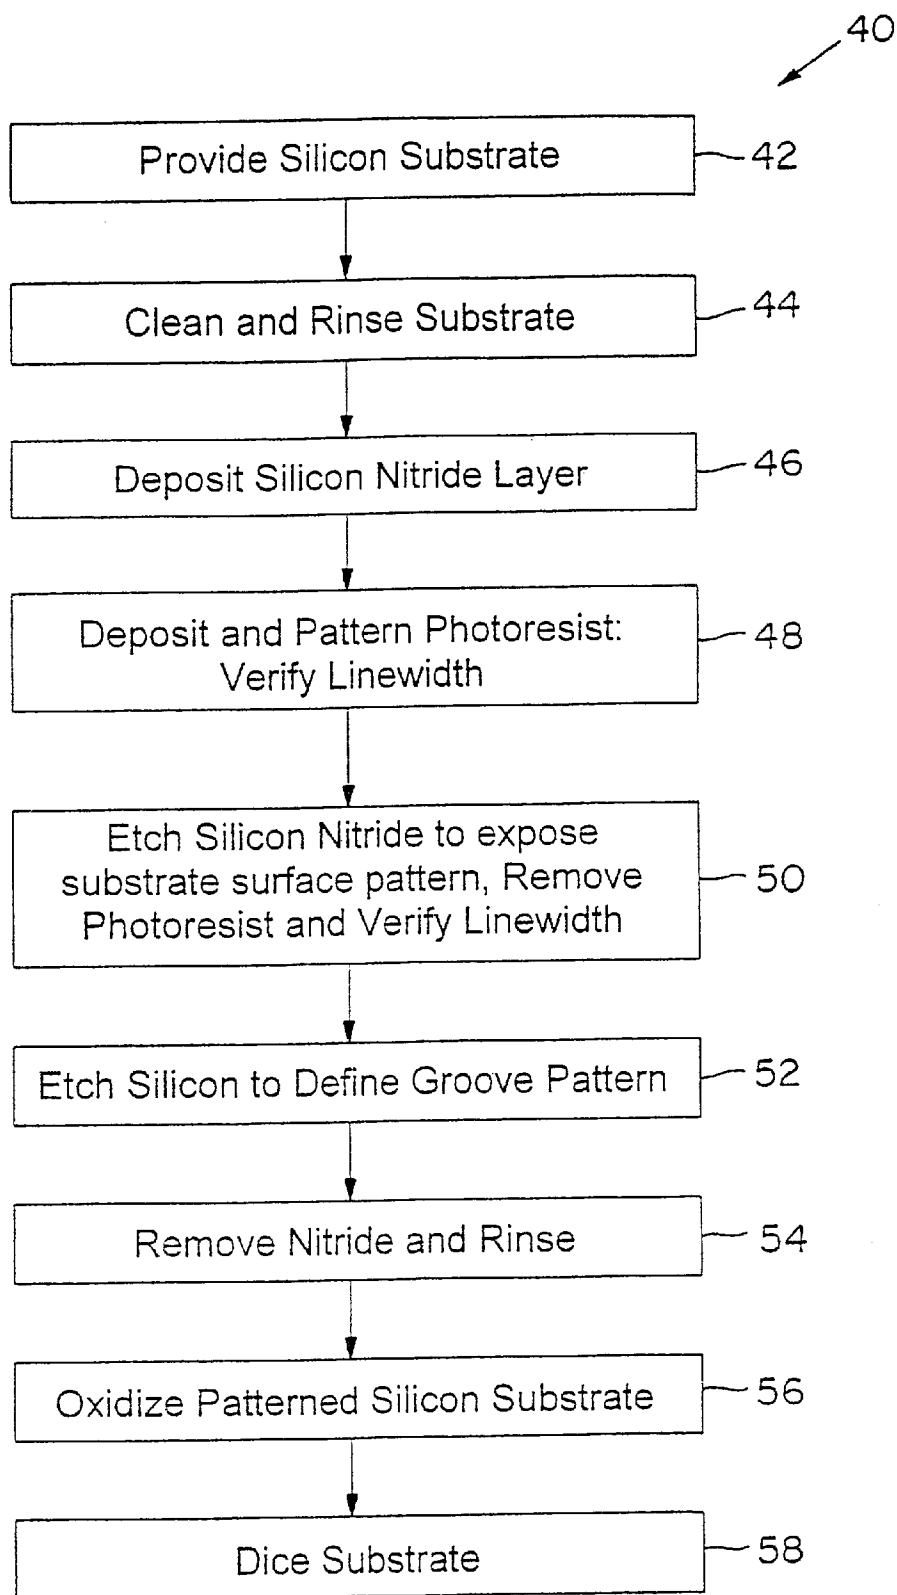 40
Provide Silicon Substrate
42
Clean and Rinse Substrate
44
Deposit Silicon Nitride Layer
46
Deposit and Pattern Photoresist:
Verify Linewidth
48
Etch Silicon Nitride to expose
substrate surface pattern, Remove
Photoresist and Verify Linewidth
50
Etch Silicon to Define Groove Pattern
52
Remove Nitride and Rinse
54
Oxidize Patterned Silicon Substrate
56
Dice Substrate
58